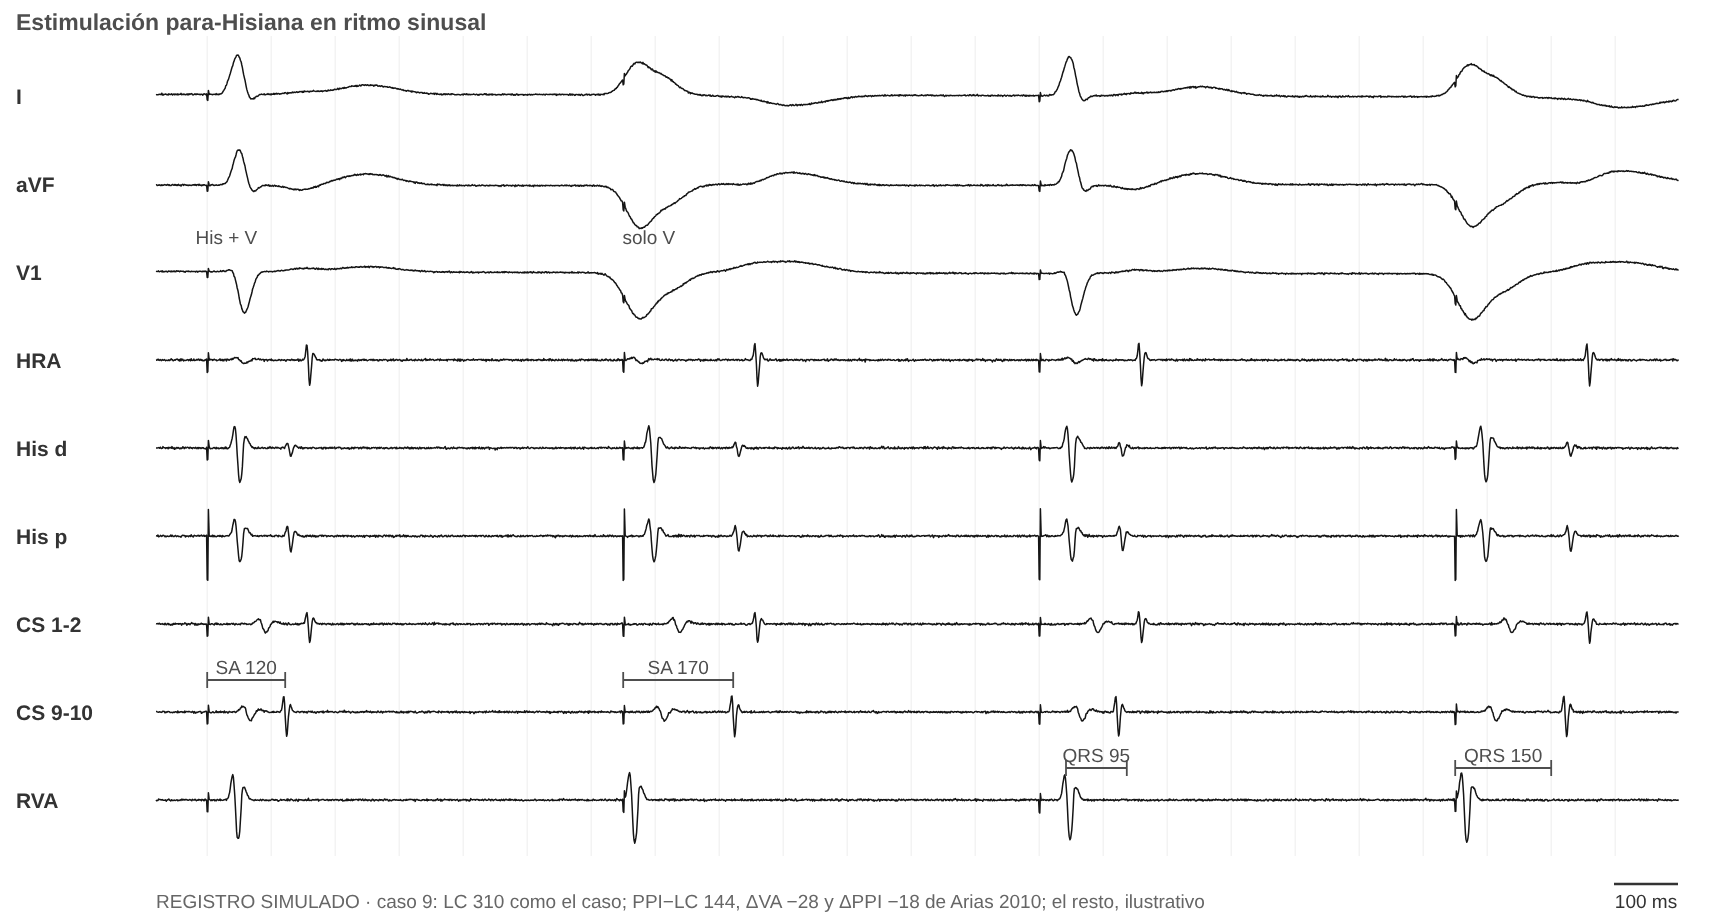 Estimulación para-Hisiana en ritmo sinusal
I
aVF
His + V
solo V
V1
HRA
His d
His p
CS 1-2
SA 120
SA 170
CS 9-10
QRS 95
QRS 150
RVA
REGISTRO SIMULADO · caso 9: LC 310 como el caso; PPI−LC 144, ΔVA −28 y ΔPPI −18 de Arias 2010; el resto, ilustrativo
100 ms